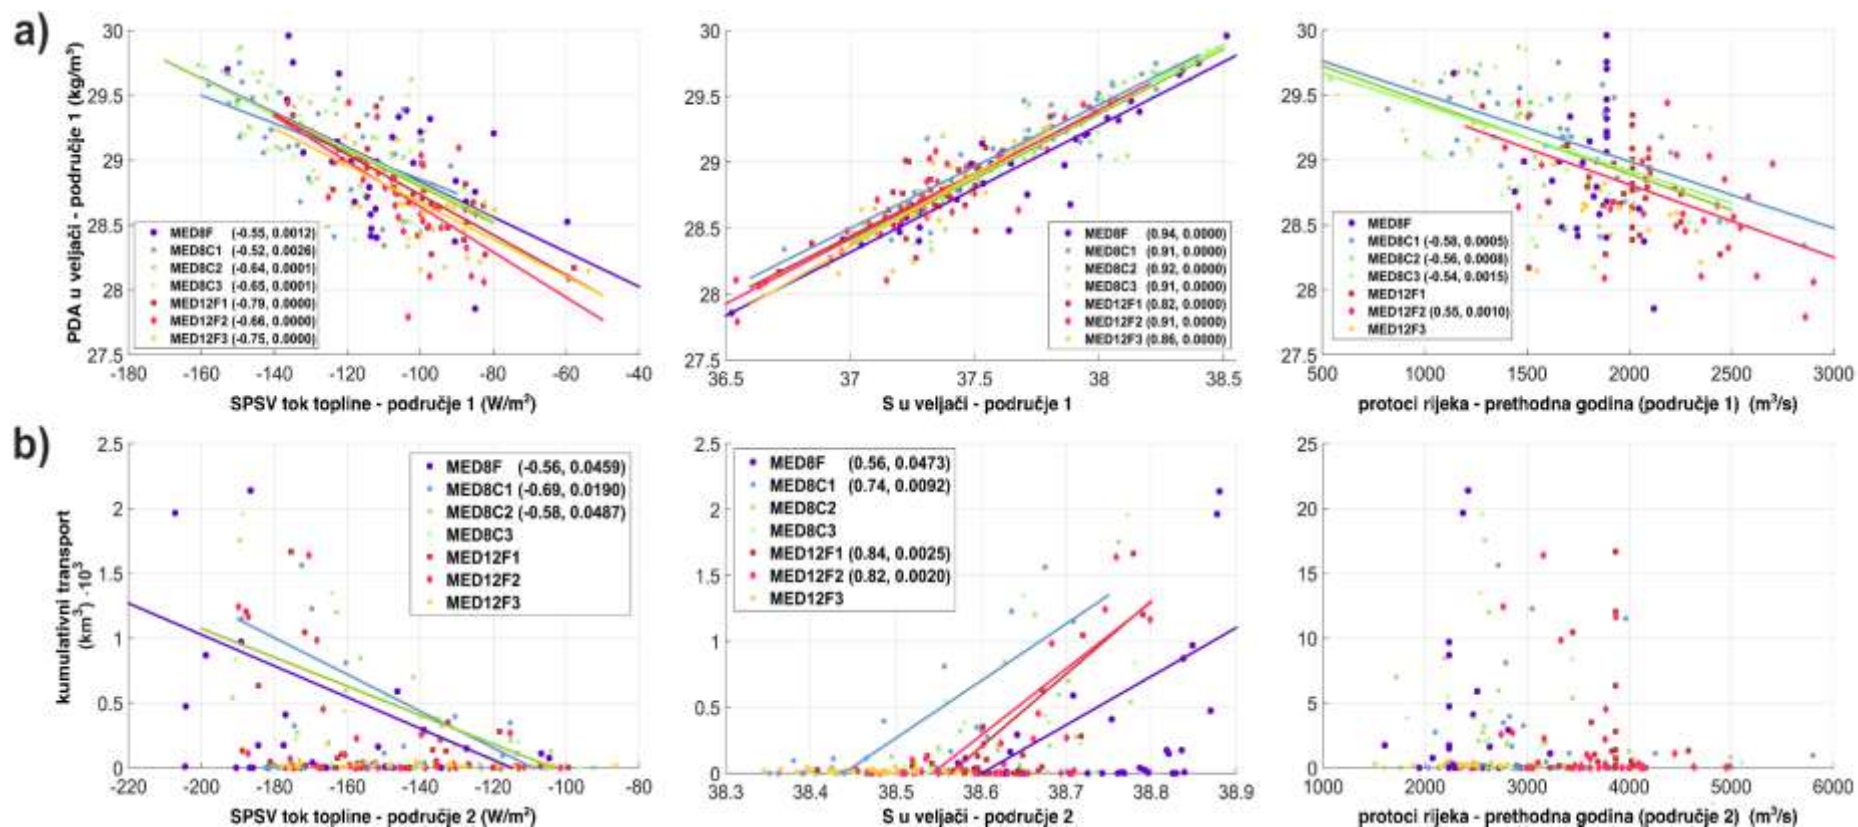 a)
PDA u veljači - područje 1 (kg/m³)
30
29.5
29
28.5
28
27.5
MED8F (-0.55, 0.0012)
MED8C1 (-0.52, 0.0026)
MED8C2 (-0.64, 0.0001)
MED8C3 (-0.65, 0.0001)
MED12F1 (-0.79, 0.0000)
MED12F2 (-0.66, 0.0000)
MED12F3 (-0.75, 0.0000)
-180 -160 -140 -120 -100 -80 -60 -40
SPSV tok topline - područje 1 (W/m²)
30
29.5
29
28.5
28
27.5
MED8F (0.94, 0.0000)
MED8C1 (0.91, 0.0000)
MED8C2 (0.92, 0.0000)
MED8C3 (0.91, 0.0000)
MED12F1 (0.82, 0.0000)
MED12F2 (0.91, 0.0000)
MED12F3 (0.86, 0.0000)
36.5 37 37.5 38 38.5
S u veljači - područje 1
30
29.5
29
28.5
28
27.5
MED8F
MED8C1 (-0.58, 0.0005)
MED8C2 (-0.56, 0.0008)
MED8C3 (-0.54, 0.0015)
MED12F1
MED12F2 (0.55, 0.0010)
MED12F3
500 1000 1500 2000 2500 3000
protoci rijeka - prethodna godina (područje 1) (m³/s)
b)
kumulativni transport
(km³) ·10³
2.5
2
1.5
1
0.5
0
MED8F (-0.56, 0.0459)
MED8C1 (-0.69, 0.0190)
MED8C2 (-0.58, 0.0487)
MED8C3
MED12F1
MED12F2
MED12F3
-220 -200 -180 -160 -140 -120 -100 -80
SPSV tok topline - područje 2 (W/m²)
2.5
2
1.5
1
0.5
0
MED8F (0.56, 0.0473)
MED8C1 (0.74, 0.0092)
MED8C2
MED8C3
MED12F1 (0.84, 0.0025)
MED12F2 (0.82, 0.0020)
MED12F3
38.3 38.4 38.5 38.6 38.7 38.8 38.9
S u veljači - područje 2
25
20
15
10
5
0
1000 2000 3000 4000 5000 6000
protoci rijeka - prethodna godina (područje 2) (m³/s)